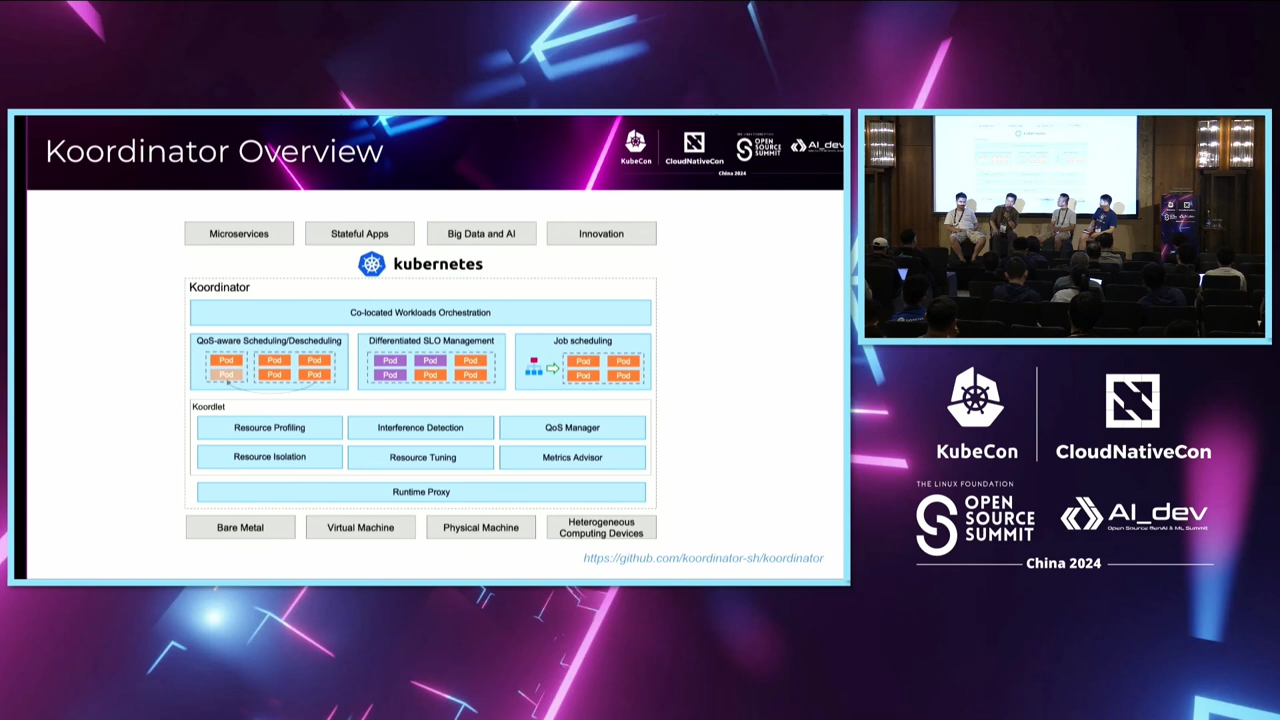 Koordinator Overview
KubeCon
CloudNativeCon
THE LINUX FOUNDATION
OPEN
SOURCE
SUMMIT
AI_dev
China 2024
Microservices
Stateful Apps
Big Data and AI
Innovation
kubernetes
Koordinator
Co-located Workloads Orchestration
QoS-aware Scheduling/Descheduling
Pod Pod Pod
Pod Pod Pod
Differentiated SLO Management
Pod Pod Pod
Pod Pod Pod
Job scheduling
Pod Pod
Pod Pod
Koordlet
Resource Profiling
Interference Detection
QoS Manager
Resource Isolation
Resource Tuning
Metrics Advisor
Runtime Proxy
Bare Metal
Virtual Machine
Physical Machine
Heterogeneous
Computing Devices
https://github.com/koordinator-sh/koordinator
KubeCon
CloudNativeCon
THE LINUX FOUNDATION
OPEN
SOURCE
SUMMIT
AI_dev
Open Source GenAI & ML Summit
China 2024